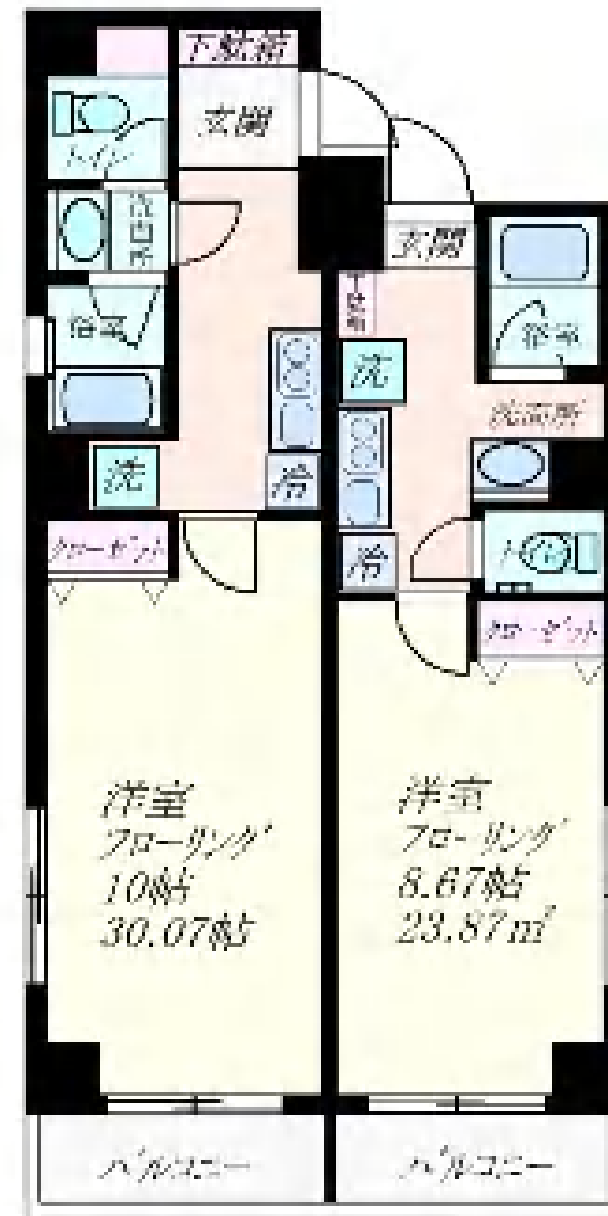 下駄箱
玄関
トイレ
洗面所
浴室
洗
冷
クローゼット
洋室
フローリング
10帖
30.07帖
バルコニー
玄関
下駄箱
浴室
洗
洗面所
冷
トイレ
クローゼット
洋室
フローリング
8.67帖
23.87㎡
バルコニー